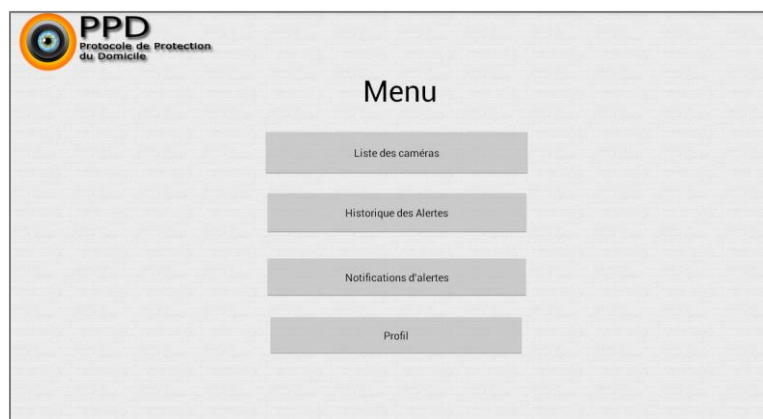 PPD
Protocole de Protection
du Domicile
Menu
Liste des caméras
Historique des Alertes
Notifications d'alertes
Profil